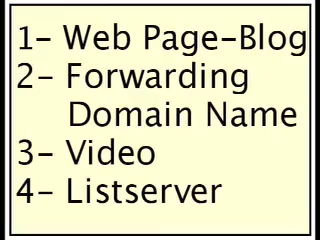 1- Web Page-Blog
2- Forwarding
Domain Name
3- Video
4- Listserver